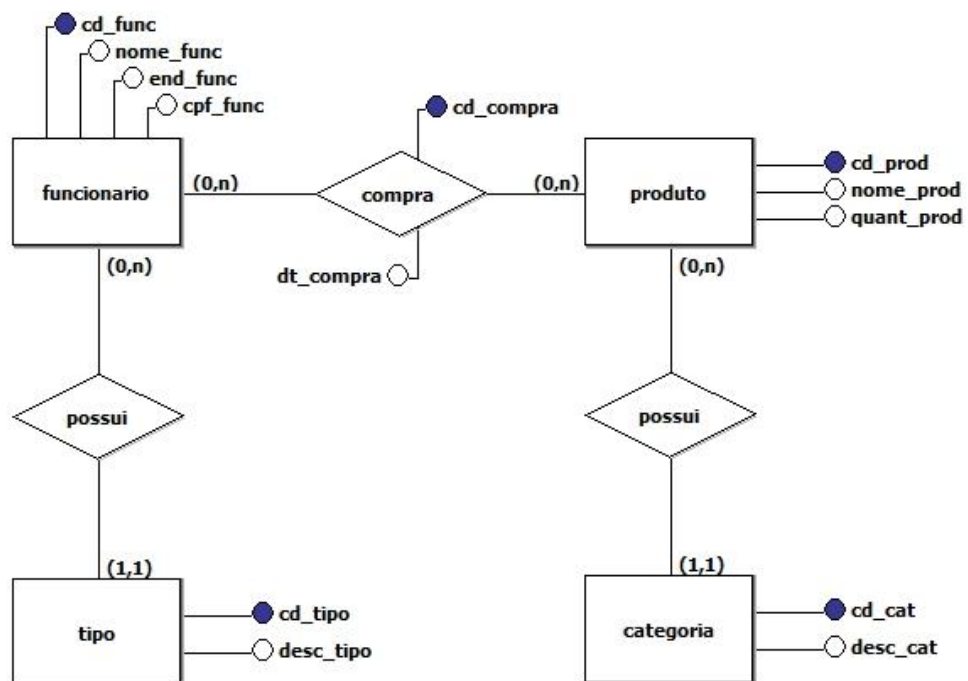 cd_func
nome_func
end_func
cpf_func
cd_compra
funcionario
(0,n)
compra
(0,n)
produto
cd_prod
nome_prod
quant_prod
(0,n)
dt_compra
(0,n)
possui
possui
(1,1)
(1,1)
tipo
cd_tipo
desc_tipo
categoria
cd_cat
desc_cat